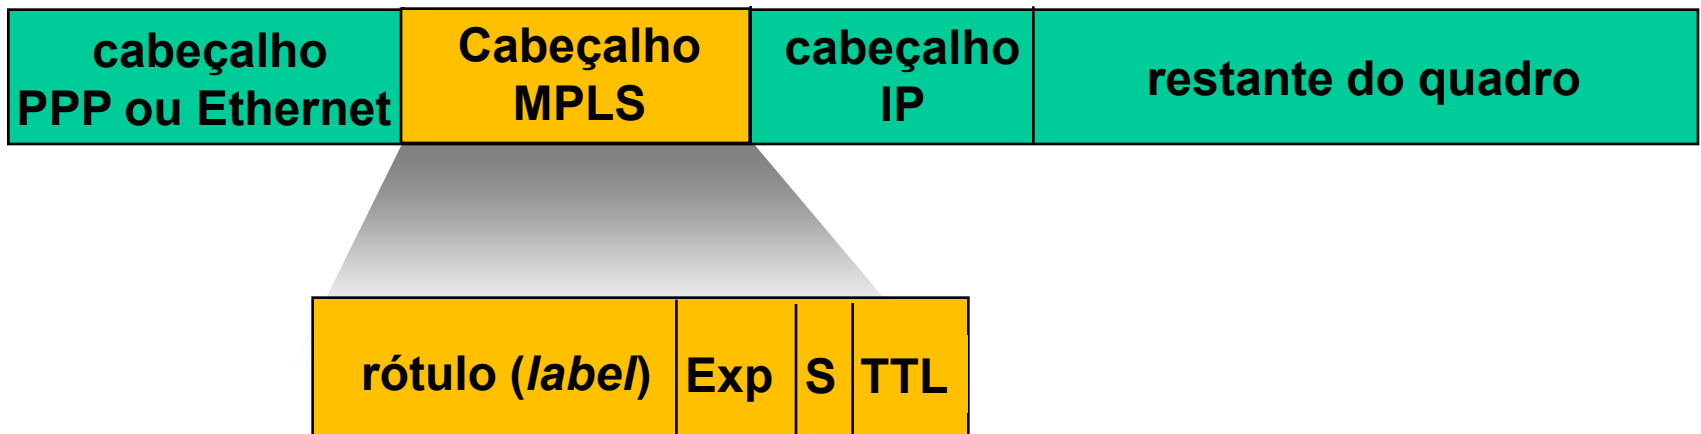 cabeçalho
PPP ou Ethernet
Cabeçalho
MPLS
cabeçalho
IP
restante do quadro
rótulo (label)
Exp
S
TTL